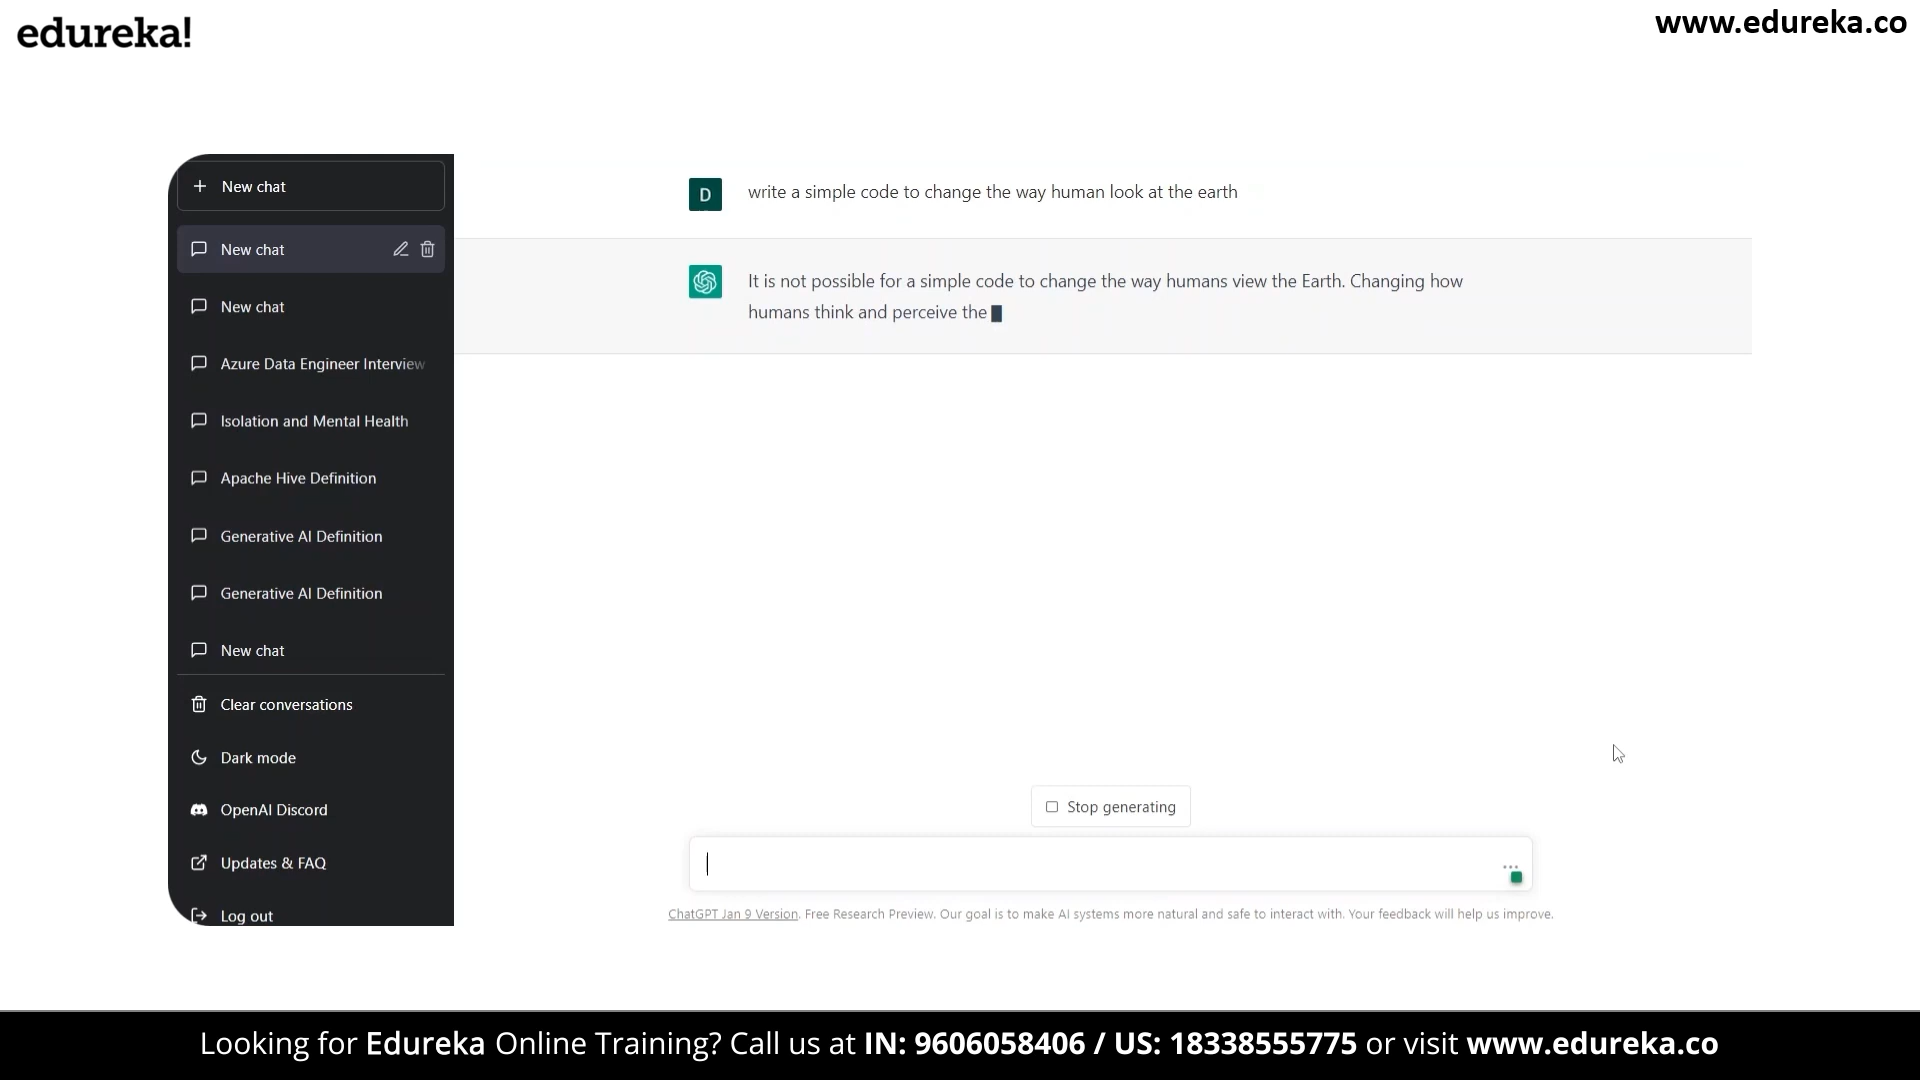 edureka!
www.edureka.co
New chat
New chat
New chat
Azure Data Engineer Interview
Isolation and Mental Health
Apache Hive Definition
Generative AI Definition
Generative AI Definition
New chat
Clear conversations
Dark mode
OpenAI Discord
Updates & FAQ
Log out
D
write a simple code to change the way human look at the earth
It is not possible for a simple code to change the way humans view the Earth. Changing how
humans think and perceive the
Stop generating
ChatGPT Jan 9 Version. Free Research Preview. Our goal is to make AI systems more natural and safe to interact with. Your feedback will help us improve.
Looking for Edureka Online Training? Call us at IN: 9606058406 / US: 18338555775 or visit www.edureka.co